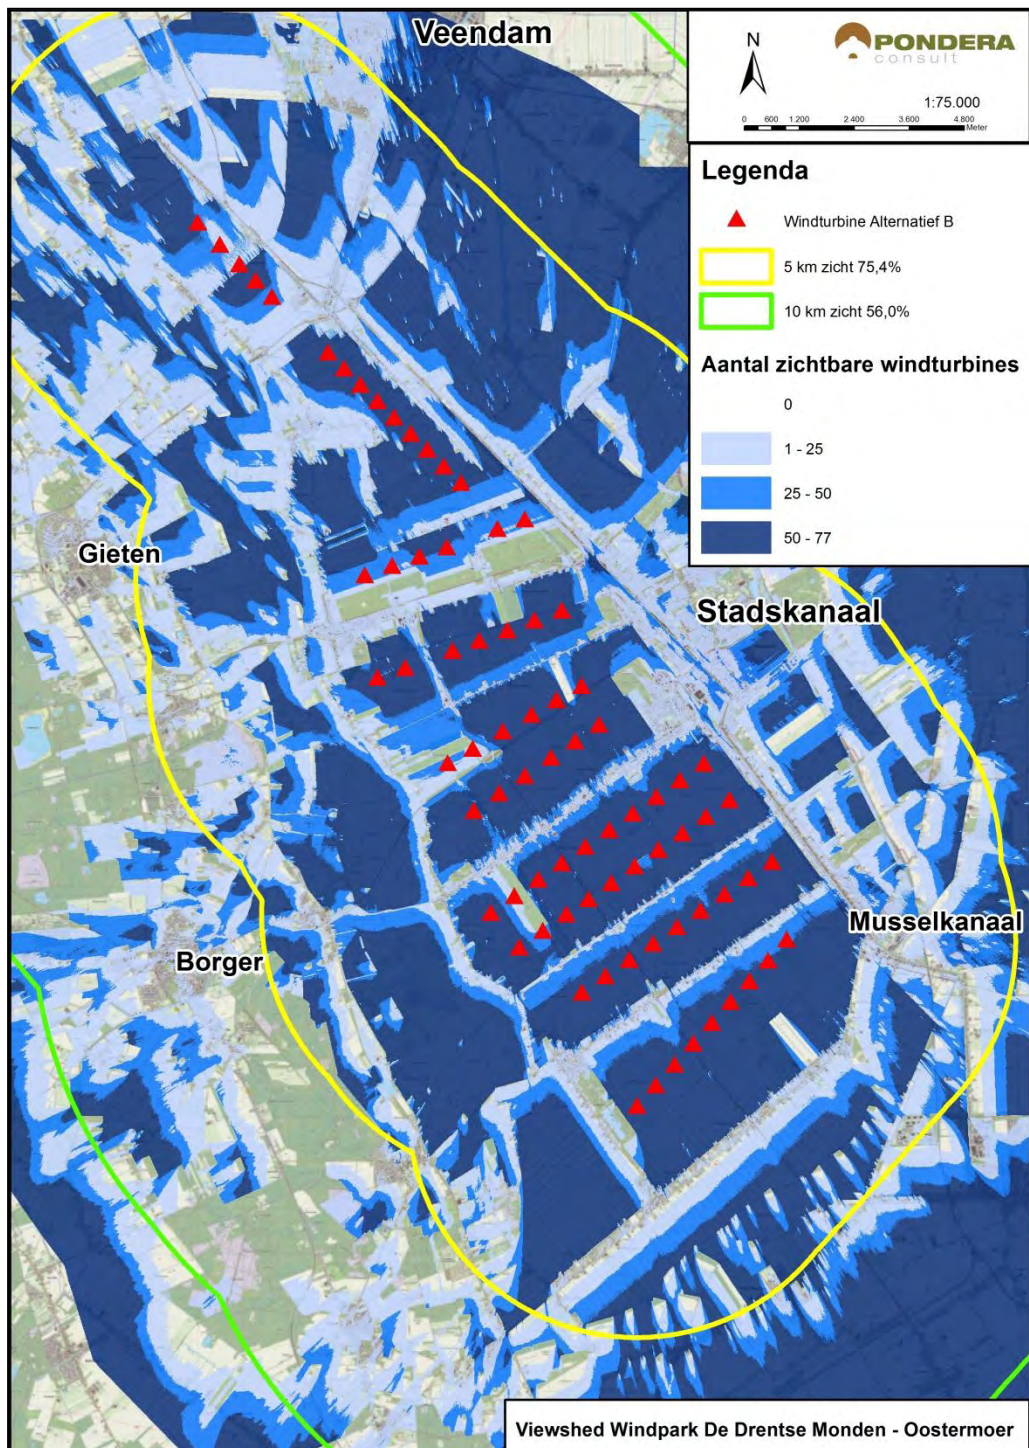 Veendam
N
PONDERA
consult
1:75.000
0 600 1.200 2.400 3.600 4.800
Meter
Legenda
Windturbine Alternatief B
5 km zicht 75,4%
10 km zicht 56,0%
Aantal zichtbare windturbines
0
1 - 25
25 - 50
50 - 77
Gieten
Stadskanaal
Musselkanaal
Borger
Viewshed Windpark De Drentse Monden - Oostermoer